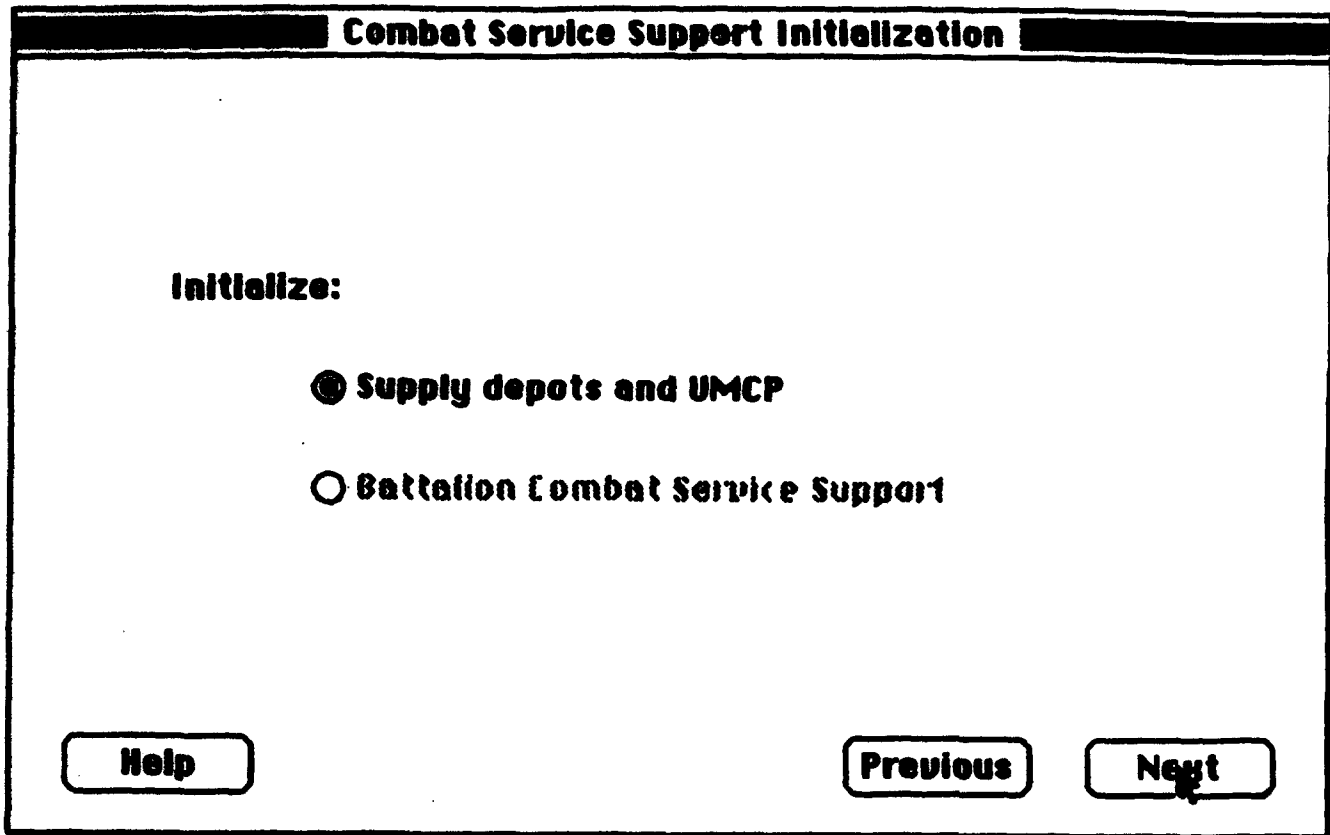 Combat Service Support Initialization
Initialize:
Supply depots and UMCP
Battalion Combat Service Support
Help
Previous
Next